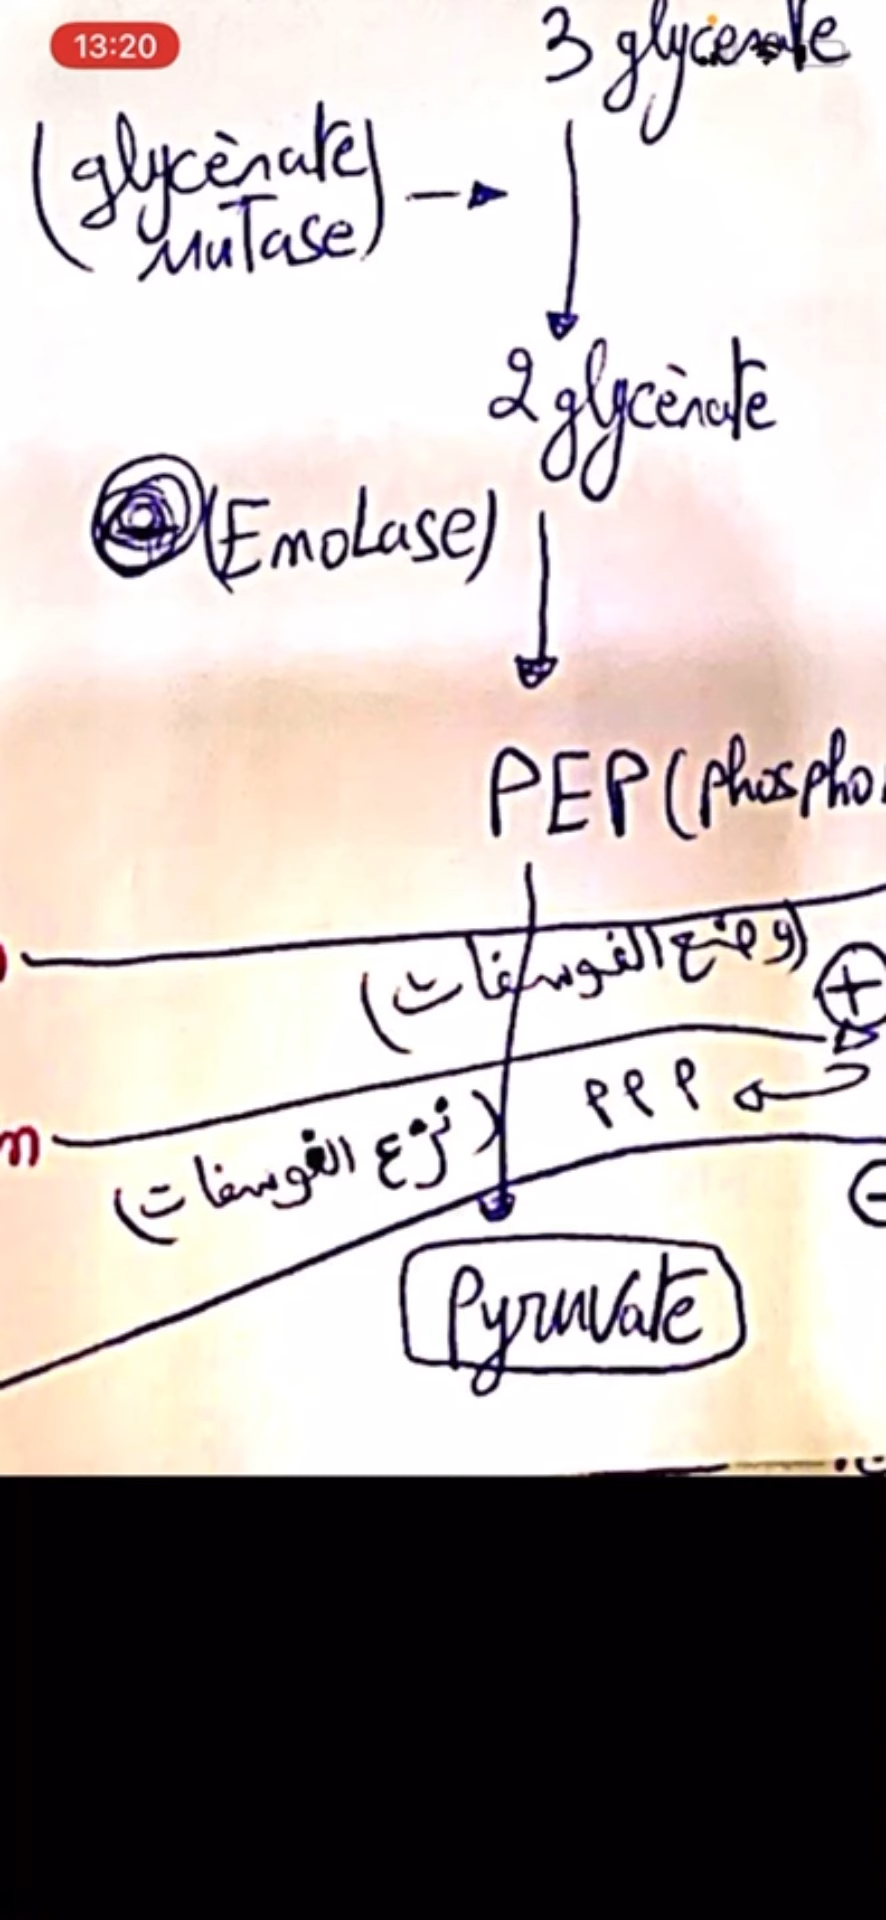 13:20
3 glycerate
(glycèrate
mutase)
2 glycèrate
(Enolase)
PEP (phospho
(وضع الفوسفات)
+
PPP
n
(نزع الفوسفات)
-
Pyruvate